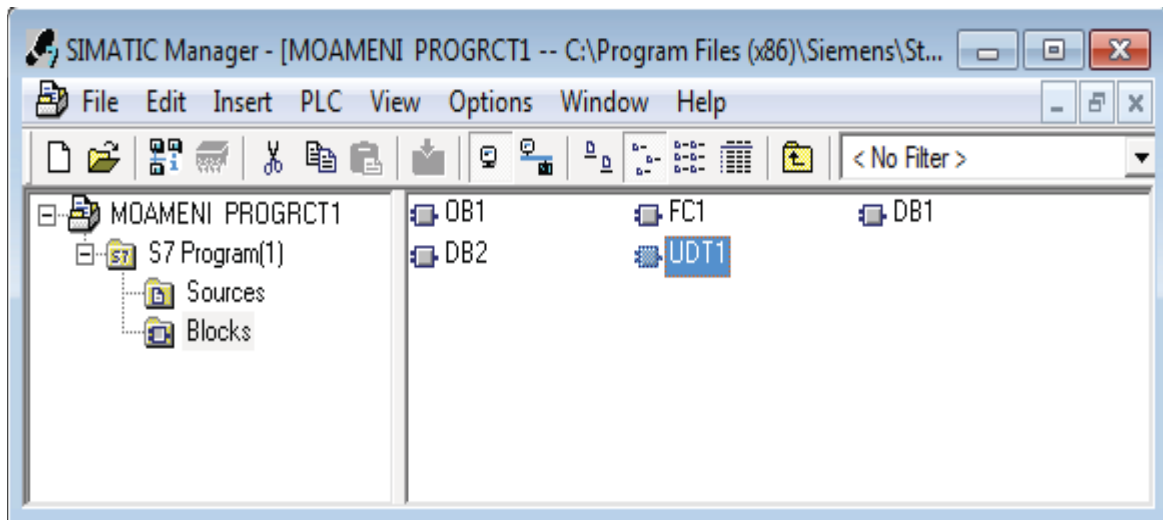 SIMATIC Manager - [MOAMENI PROGRCT1 -- C:\Program Files (x86)\Siemens\St...
File Edit Insert PLC View Options Window Help
< No Filter >
MOAMENI PROGRCT1
S7 Program(1)
Sources
Blocks
OB1 FC1 DB1
DB2 UDT1